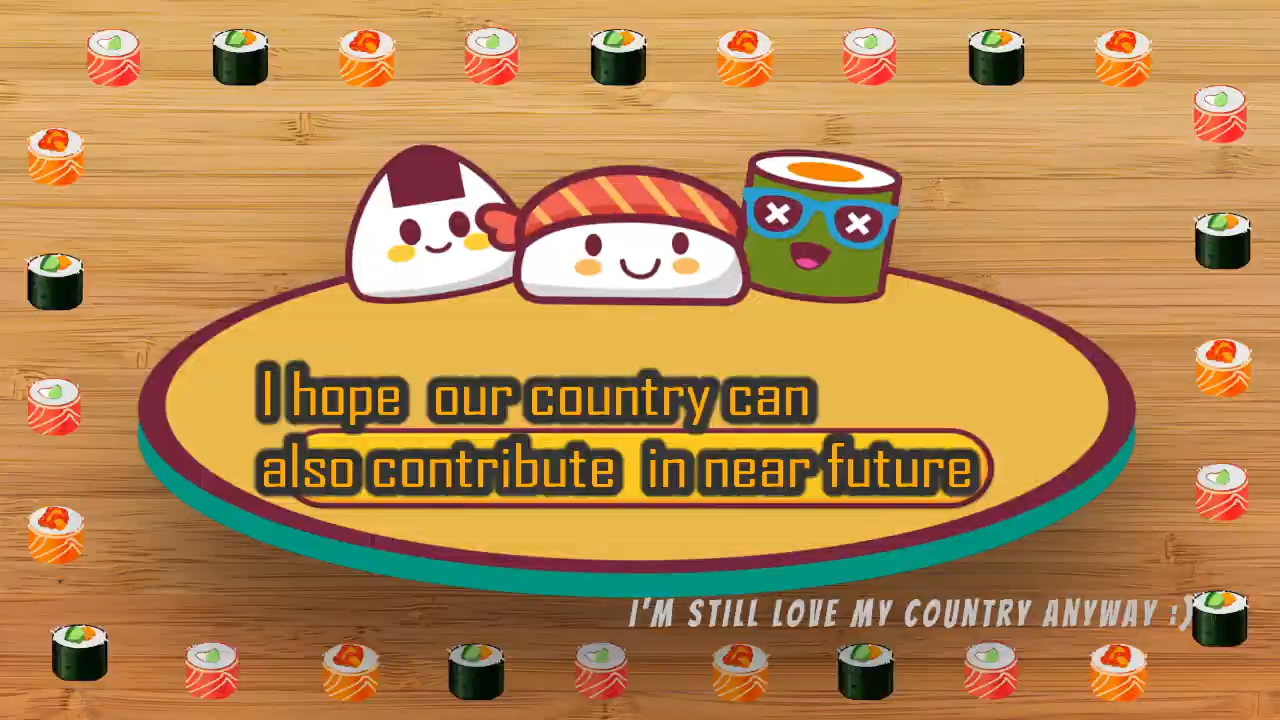 I hope our country can
also contribute in near future
I'M STILL LOVE MY COUNTRY ANYWAY :)